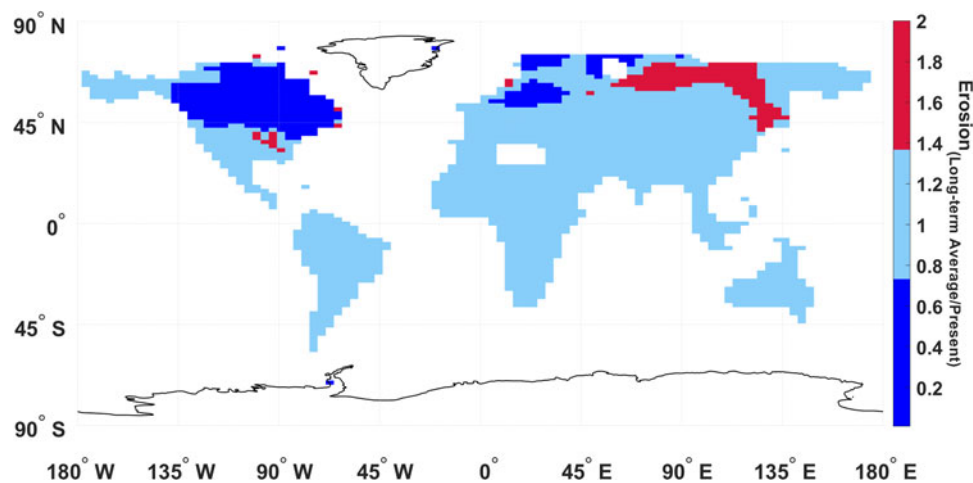 90° N
45° N
0°
45° S
90° S
180° W
135° W
90° W
45° W
0°
45° E
90° E
135° E
180° E
2
1.8
1.6
1.4
1.2
1
0.8
0.6
0.4
0.2
Erosion
(Long-term Average/Present)